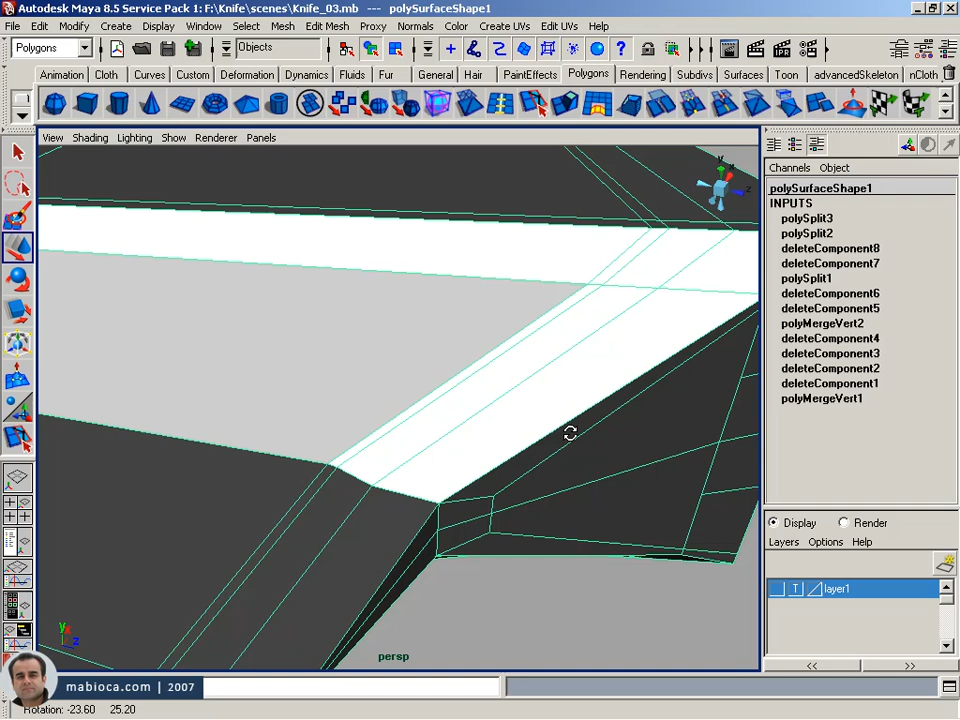 Autodesk Maya 8.5 Service Pack 1: F:\Knife\scenes\Knife_03.mb --- polySurfaceShape1
File Edit Modify Create Display Window Select Mesh Edit Mesh Proxy Normals Color Create UVs Edit UVs Help
Polygons Objects
Animation Cloth Curves Custom Deformation Dynamics Fluids Fur General Hair PaintEffects Polygons Rendering Subdivs Surfaces Toon advancedSkeleton nCloth
View Shading Lighting Show Renderer Panels
Channels Object
polySurfaceShape1
INPUTS
polySplit3
polySplit2
deleteComponent8
deleteComponent7
polySplit1
deleteComponent6
deleteComponent5
polyMergeVert2
deleteComponent4
deleteComponent3
deleteComponent2
deleteComponent1
polyMergeVert1
Display Render
Layers Options Help
T layer1
<< >>
persp
mabioca.com | 2007
Rotation: -23.60 25.20